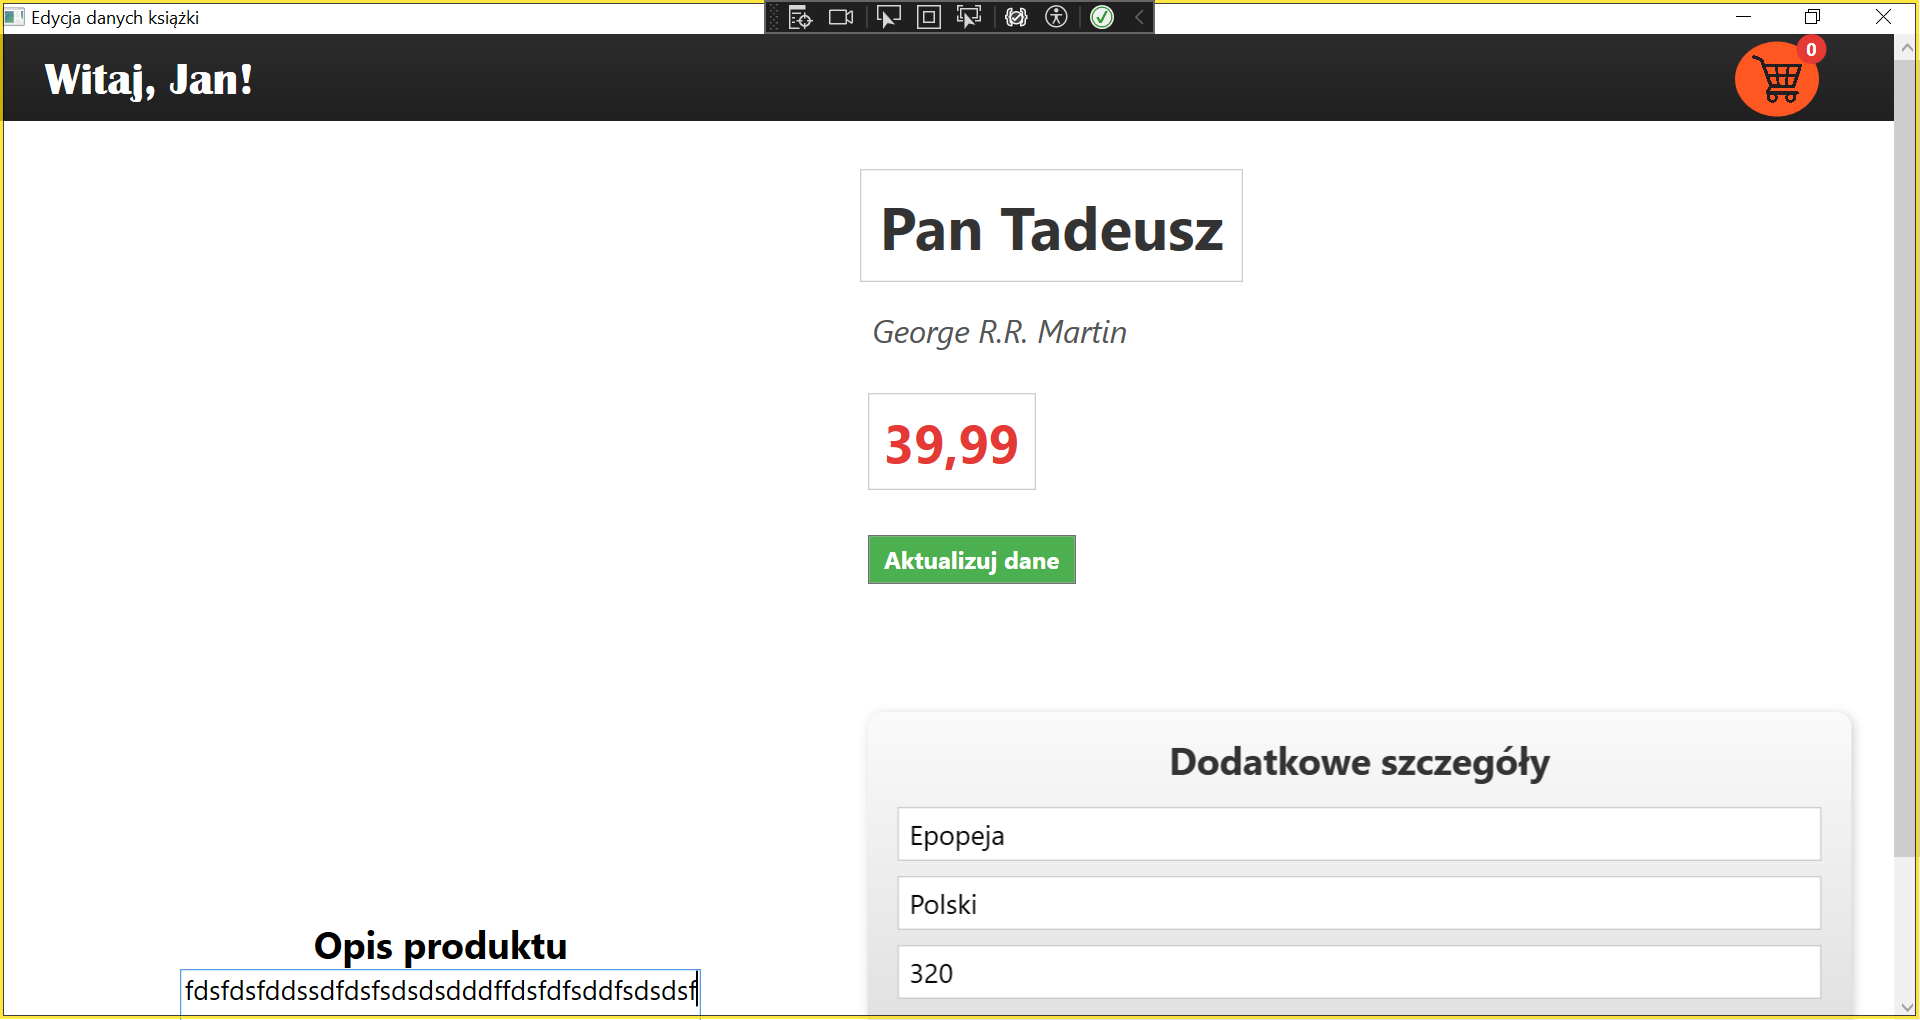 Edycja danych książki
Witaj, Jan!
0
Pan Tadeusz
George R.R. Martin
39,99
Aktualizuj dane
Dodatkowe szczegóły
Epopeja
Polski
320
Opis produktu
fdsfdsfddssdfdsfsdsdsdddffdsfdfsddfsdsdsf